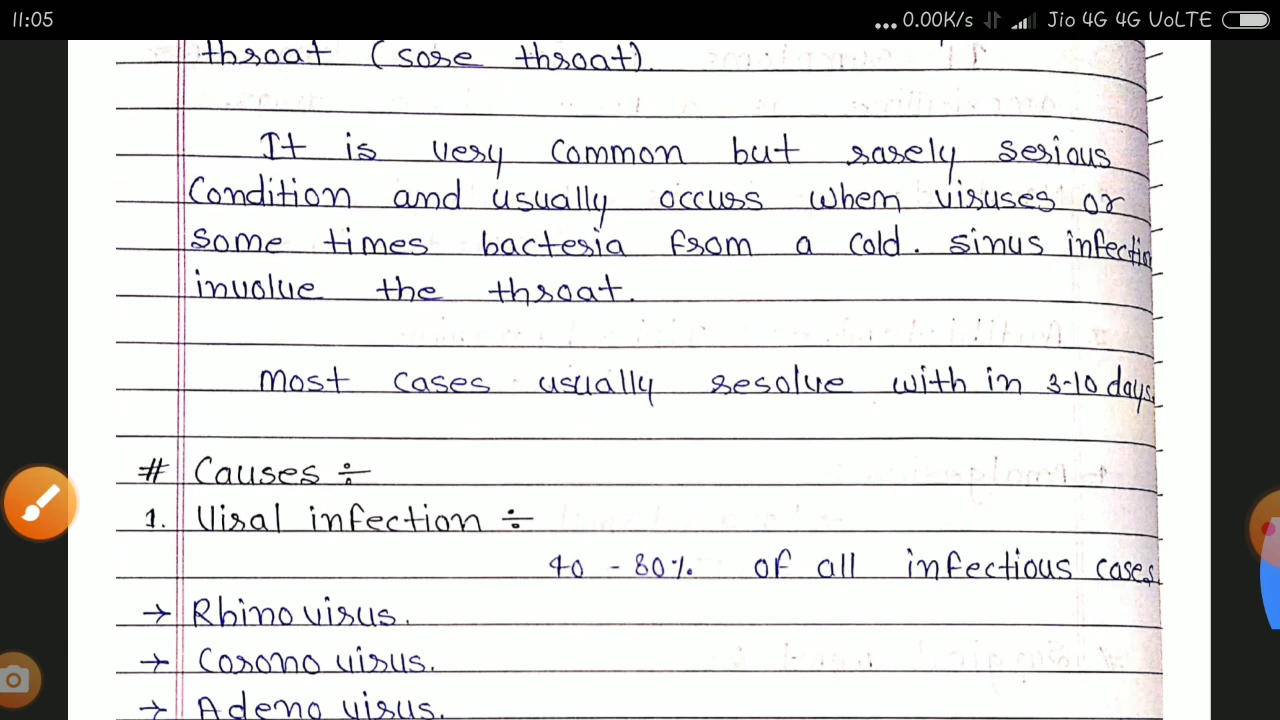 11:05
...0.00K/s Jio 4G 4G VoLTE
throat (sore throat).
It is very common but rarely serious
Condition and usually occurs when viruses or
some times bacteria from a cold. sinus infection
involve the throat.
Most cases usually resolve with in 3-10 days.
# Causes ÷
1. Viral infection ÷
40 - 80% of all infectious cases.
→ Rhino virus.
→ Corono virus.
→ Adeno virus.